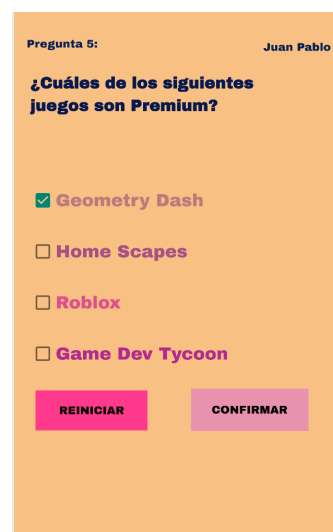 Pregunta 5:
Juan Pablo
¿Cuáles de los siguientes
juegos son Premium?
Geometry Dash
Home Scapes
Roblox
Game Dev Tycoon
REINICIAR
CONFIRMAR